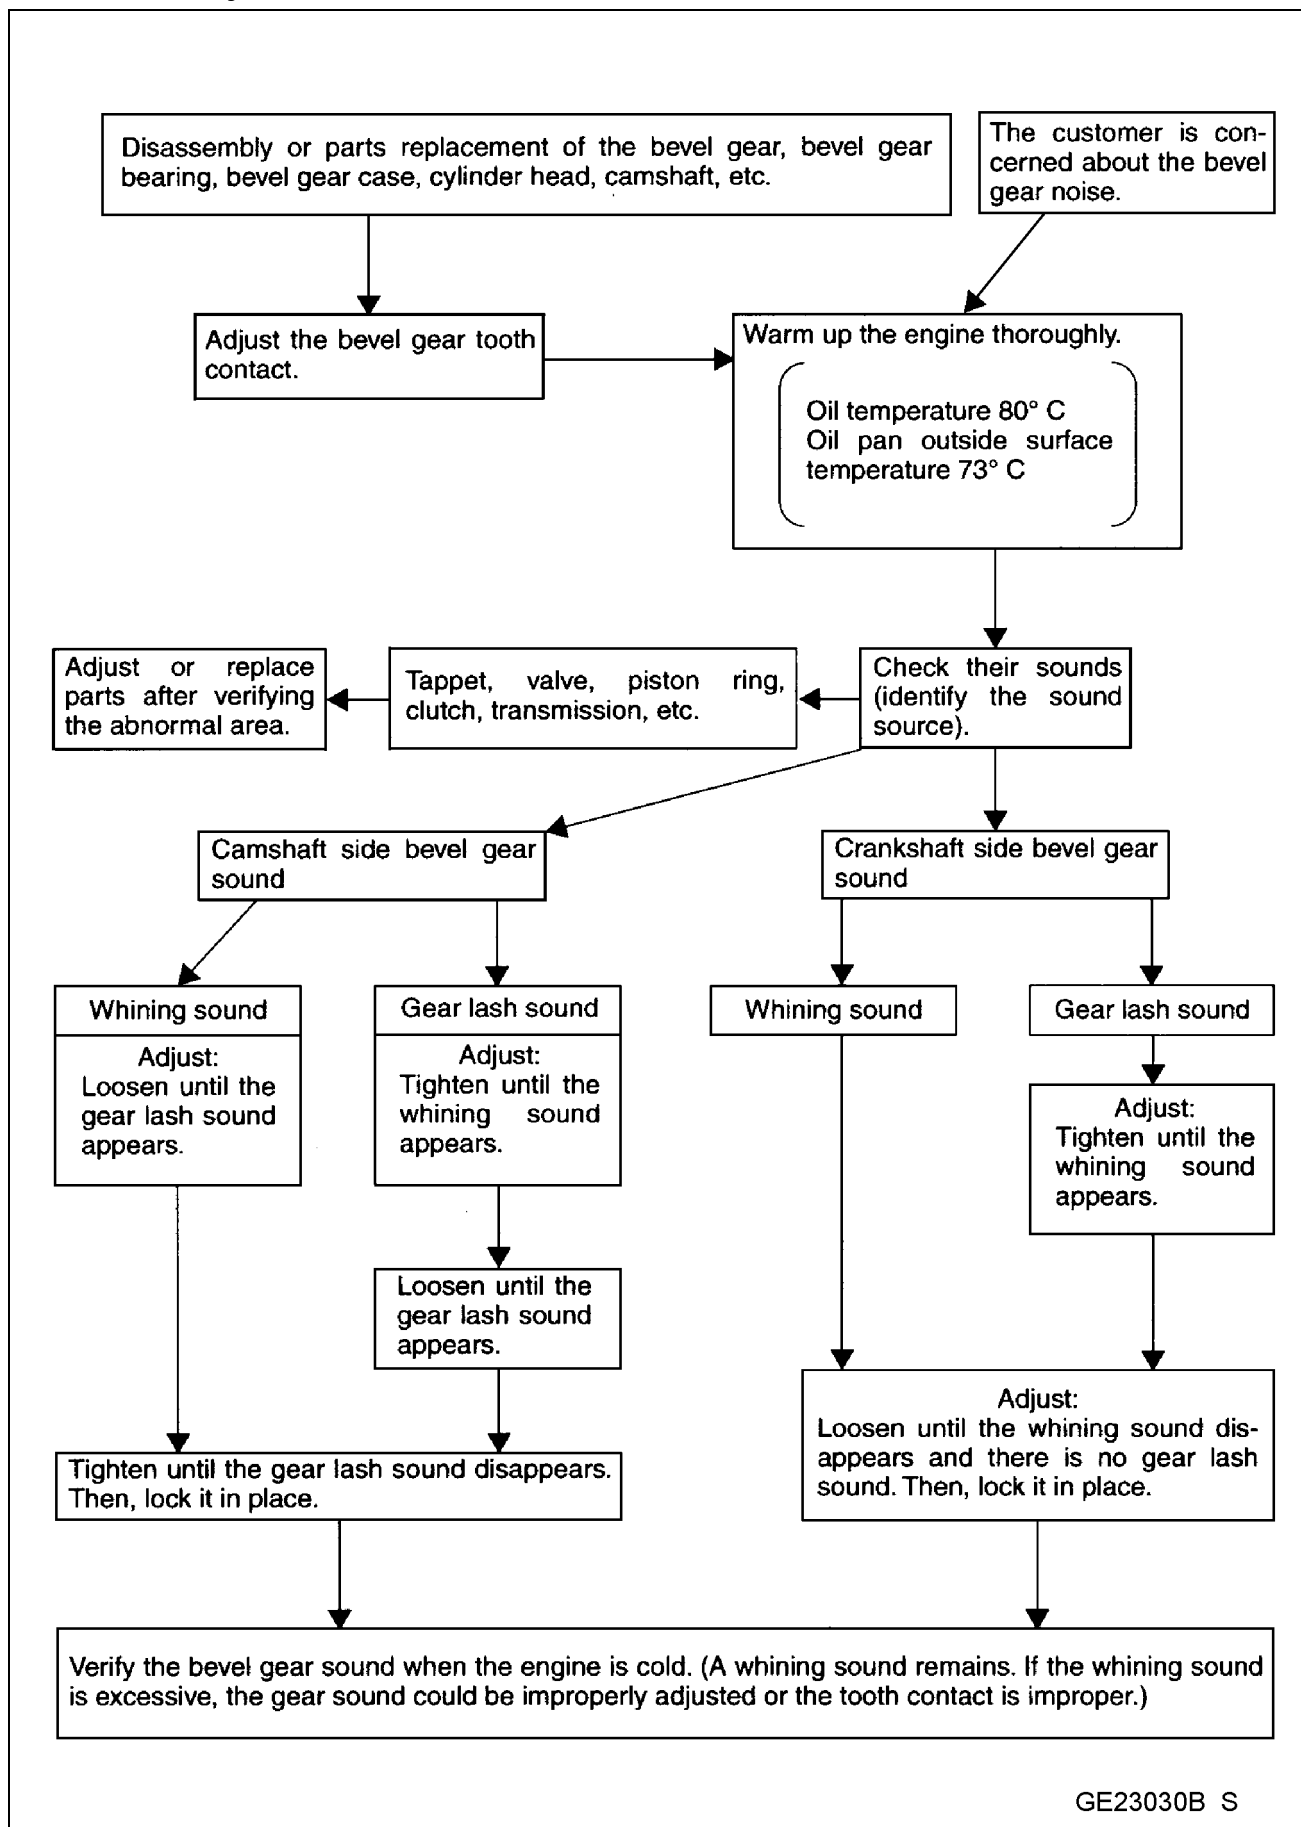 Disassembly or parts replacement of the bevel gear, bevel gear
bearing, bevel gear case, cylinder head, camshaft, etc.
The customer is con-
cerned about the bevel
gear noise.
Adjust the bevel gear tooth
contact.
Warm up the engine thoroughly.
Oil temperature 80° C
Oil pan outside surface
temperature 73° C
Adjust or replace
parts after verifying
the abnormal area.
Tappet, valve, piston ring,
clutch, transmission, etc.
Check their sounds
(identify the sound
source).
Camshaft side bevel gear
sound
Crankshaft side bevel gear
sound
Whining sound
Adjust:
Loosen until the
gear lash sound
appears.
Gear lash sound
Adjust:
Tighten until the
whining sound
appears.
Whining sound
Gear lash sound
Adjust:
Tighten until the
whining sound
appears.
Loosen until the
gear lash sound
appears.
Tighten until the gear lash sound disappears.
Then, lock it in place.
Adjust:
Loosen until the whining sound dis-
appears and there is no gear lash
sound. Then, lock it in place.
Verify the bevel gear sound when the engine is cold. (A whining sound remains. If the whining sound
is excessive, the gear sound could be improperly adjusted or the tooth contact is improper.)
GE23030B S